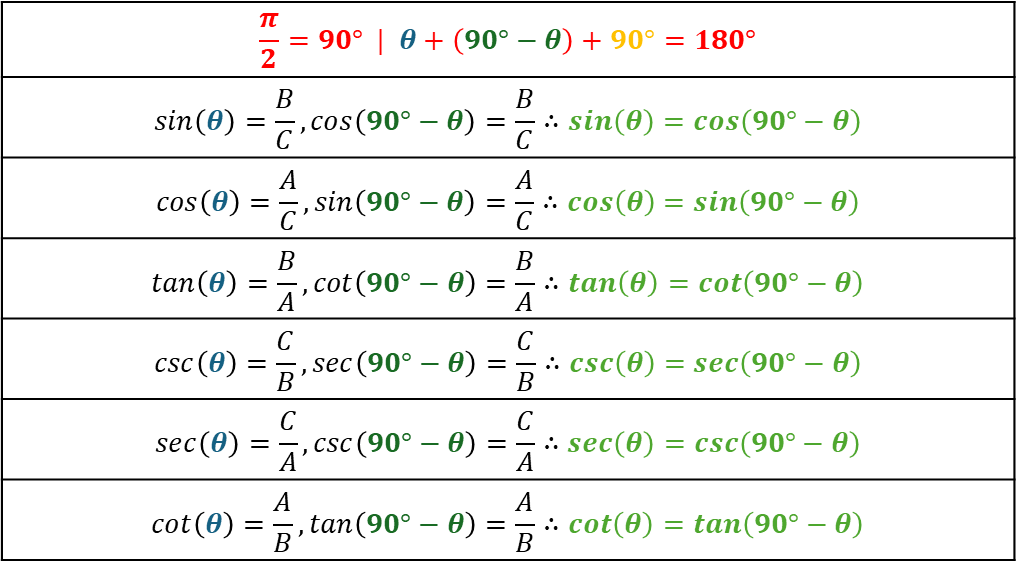 π/2 = 90° | θ + (90° − θ) + 90° = 180°
sin(θ) = B/C, cos(90° − θ) = B/C ∴ sin(θ) = cos(90° − θ)
cos(θ) = A/C, sin(90° − θ) = A/C ∴ cos(θ) = sin(90° − θ)
tan(θ) = B/A, cot(90° − θ) = B/A ∴ tan(θ) = cot(90° − θ)
csc(θ) = C/B, sec(90° − θ) = C/B ∴ csc(θ) = sec(90° − θ)
sec(θ) = C/A, csc(90° − θ) = C/A ∴ sec(θ) = csc(90° − θ)
cot(θ) = A/B, tan(90° − θ) = A/B ∴ cot(θ) = tan(90° − θ)